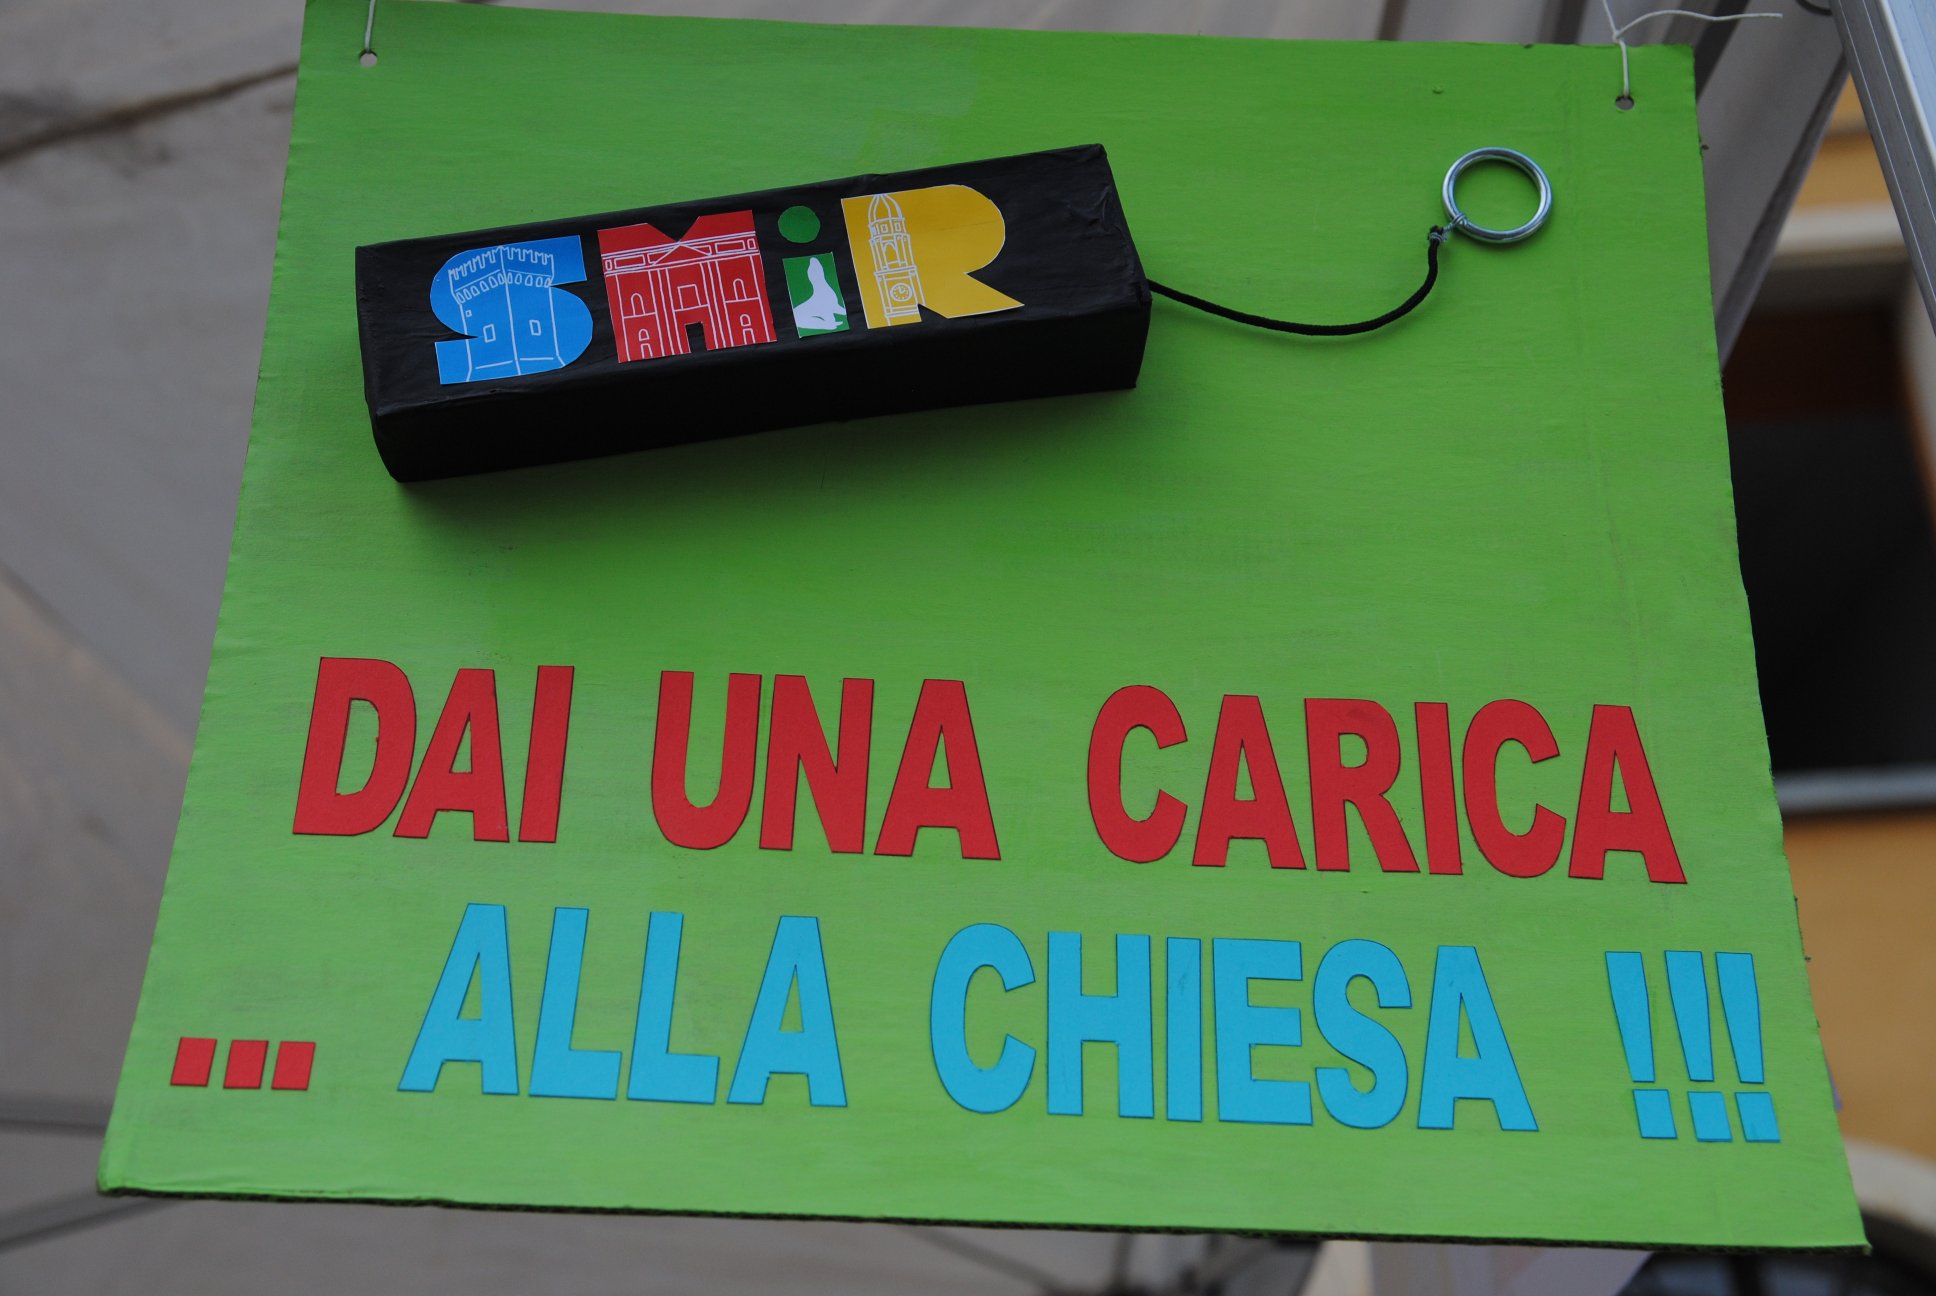 SMiR
DAI UNA CARICA
... ALLA CHIESA !!!